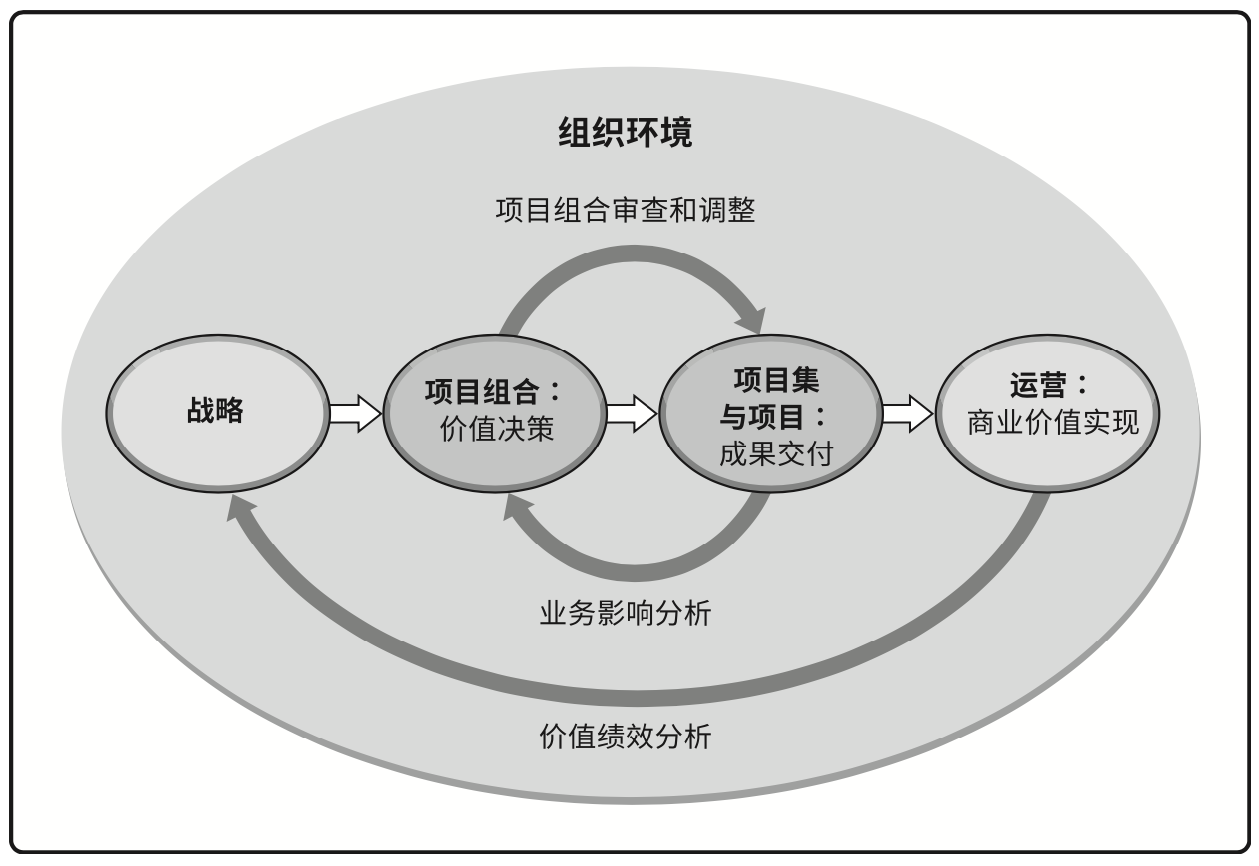 组织环境
项目组合审查和调整
战略
项目组合：
价值决策
项目集
与项目：
成果交付
运营：
商业价值实现
业务影响分析
价值绩效分析